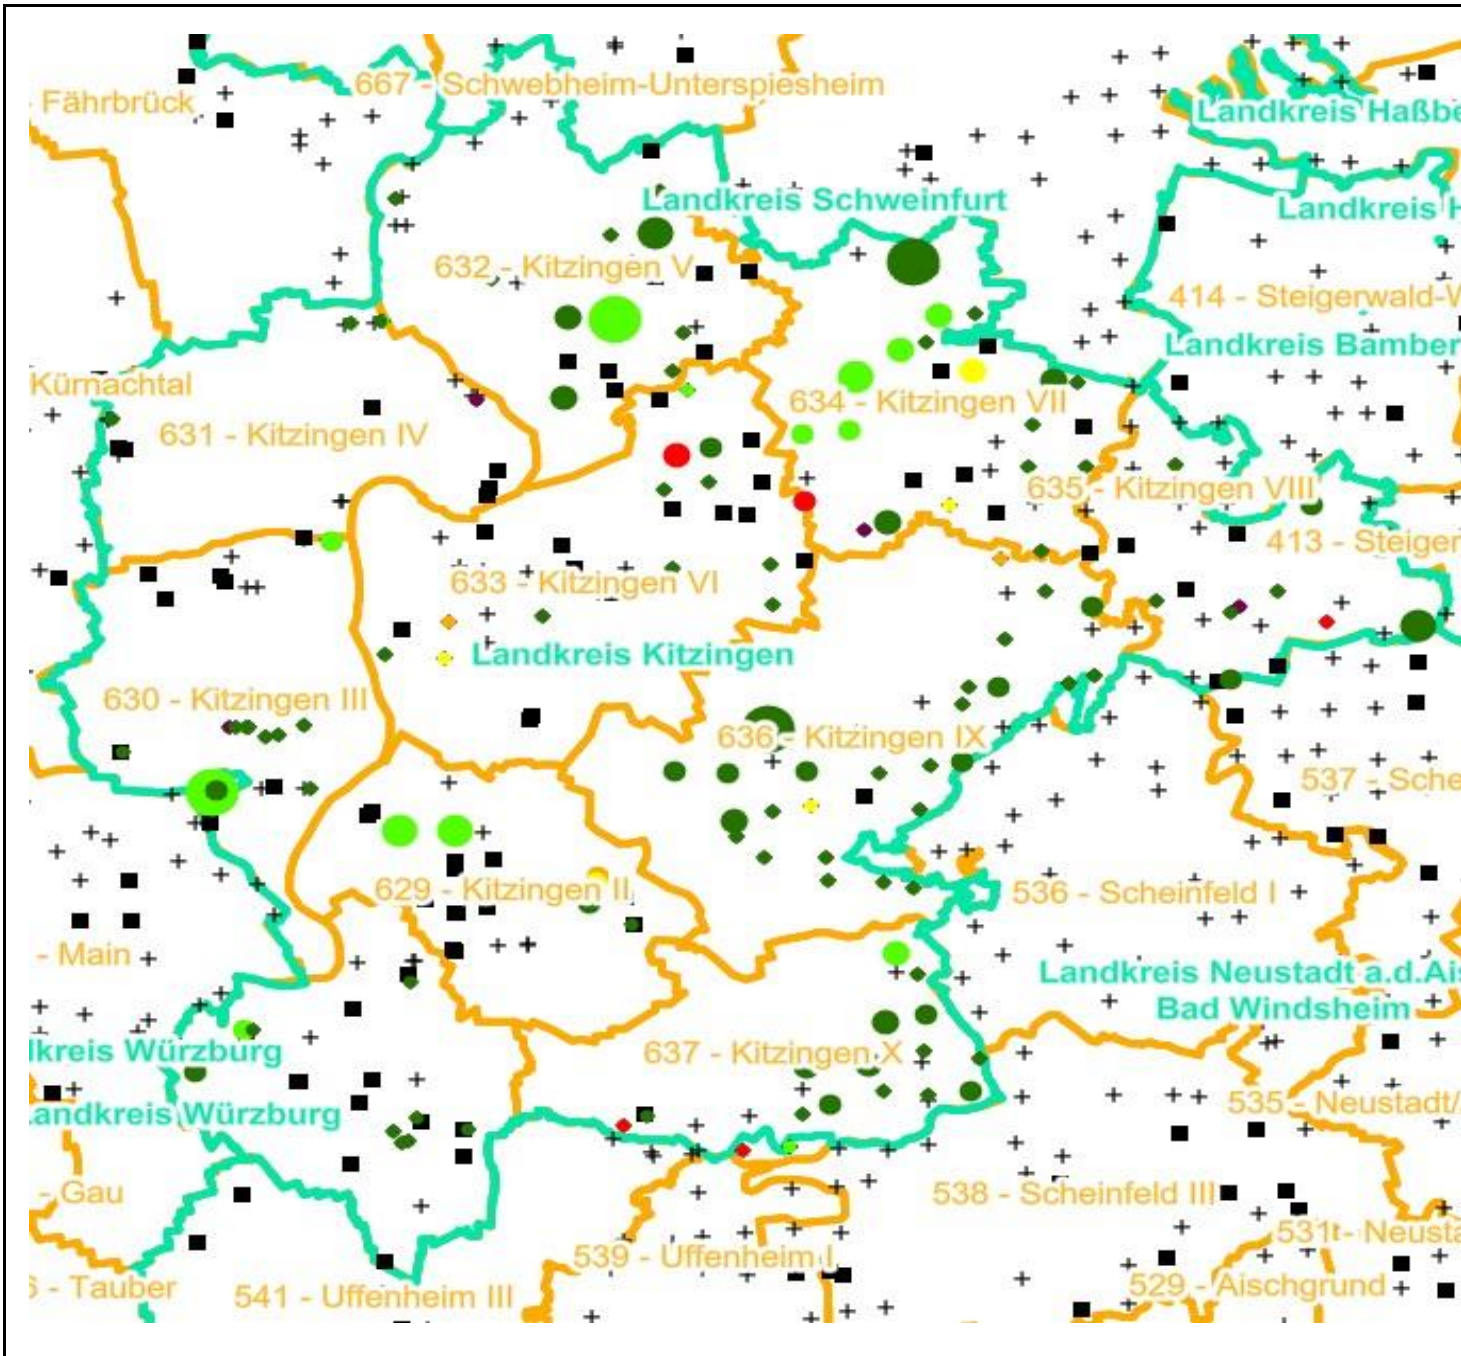 667 - Schwebheim-Unterspiesheim
Fährbrück
Landkreis Haßbe
Landkreis Schweinfurt
Landkreis H
632 - Kitzingen V
414 - Steigerwald-W
Landkreis Bamber
Kürnachtal
634 - Kitzingen VII
631 - Kitzingen IV
635 - Kitzingen VIII
413 - Steiger
633 - Kitzingen VI
Landkreis Kitzingen
630 - Kitzingen III
636 - Kitzingen IX
537 - Sche
629 - Kitzingen II
536 - Scheinfeld I
- Main
Landkreis Neustadt a.d.Ais
Bad Windsheim
lkreis Würzburg
637 - Kitzingen X
535 - Neustadt/
andkreis Würzburg
- Gau
538 - Scheinfeld III
531 - Neusta
539 - Uffenheim I
6 - Tauber
541 - Uffenheim III
529 - Aischgrund